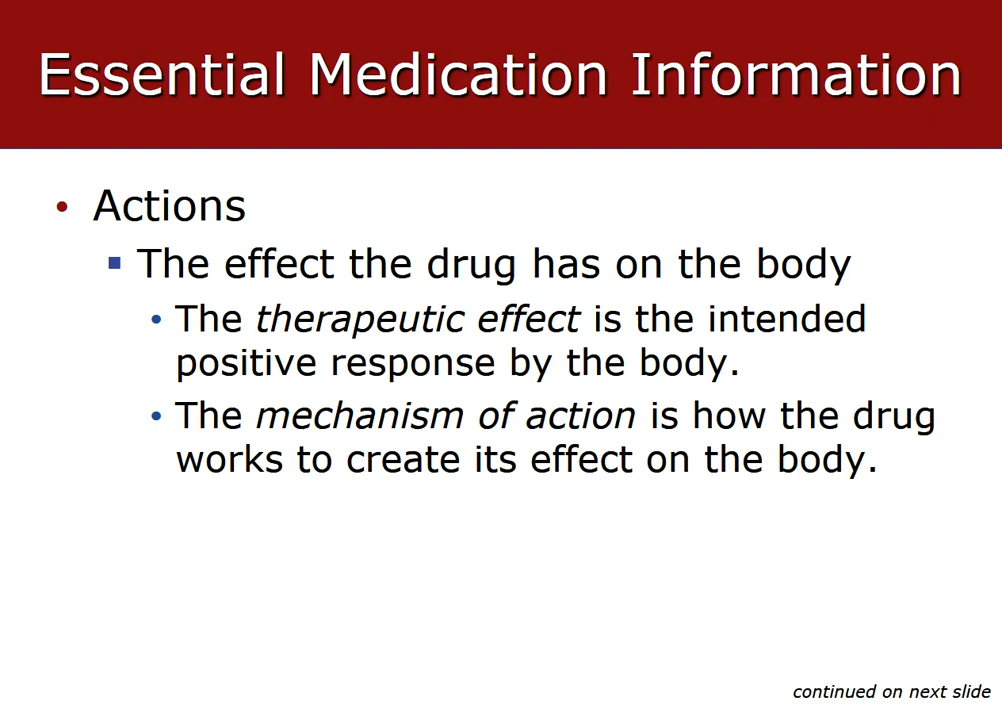 Essential Medication Information
• Actions
▪ The effect the drug has on the body
• The therapeutic effect is the intended
positive response by the body.
• The mechanism of action is how the drug
works to create its effect on the body.
continued on next slide